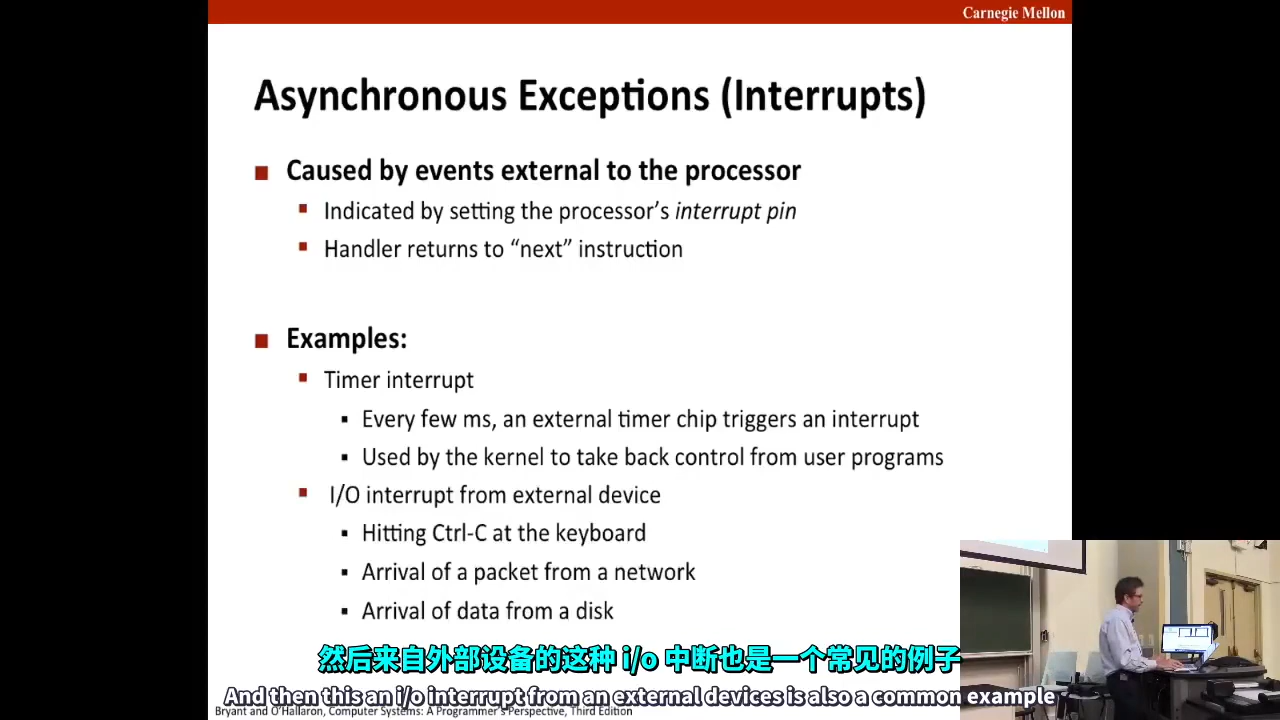 Carnegie Mellon
Asynchronous Exceptions (Interrupts)
Caused by events external to the processor
Indicated by setting the processor's interrupt pin
Handler returns to “next” instruction
Examples:
Timer interrupt
Every few ms, an external timer chip triggers an interrupt
Used by the kernel to take back control from user programs
I/O interrupt from external device
Hitting Ctrl-C at the keyboard
Arrival of a packet from a network
Arrival of data from a disk
然后来自外部设备的这种 i/o 中断也是一个常见的例子
And then this an i/o interrupt from an external devices is also a common example
Bryant and O'Hallaron, Computer Systems: A Programmer's Perspective, Third Edition